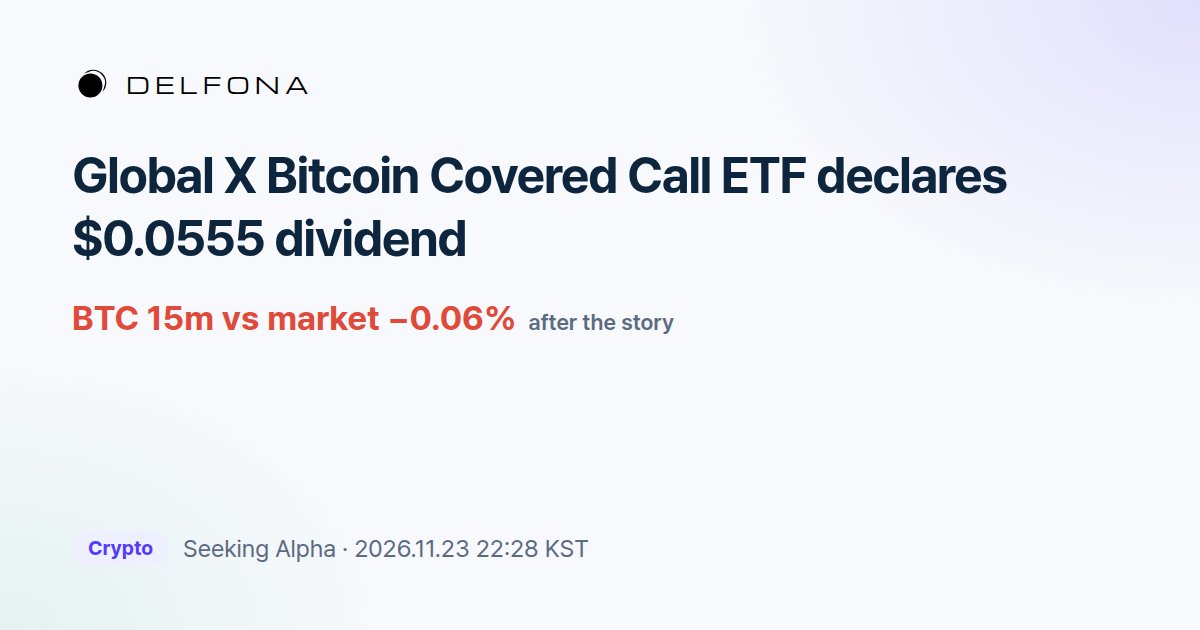 DELFONA
Global X Bitcoin Covered Call ETF declares
$0.0555 dividend
BTC 15m vs market −0.06% after the story
Crypto Seeking Alpha · 2026.11.23 22:28 KST